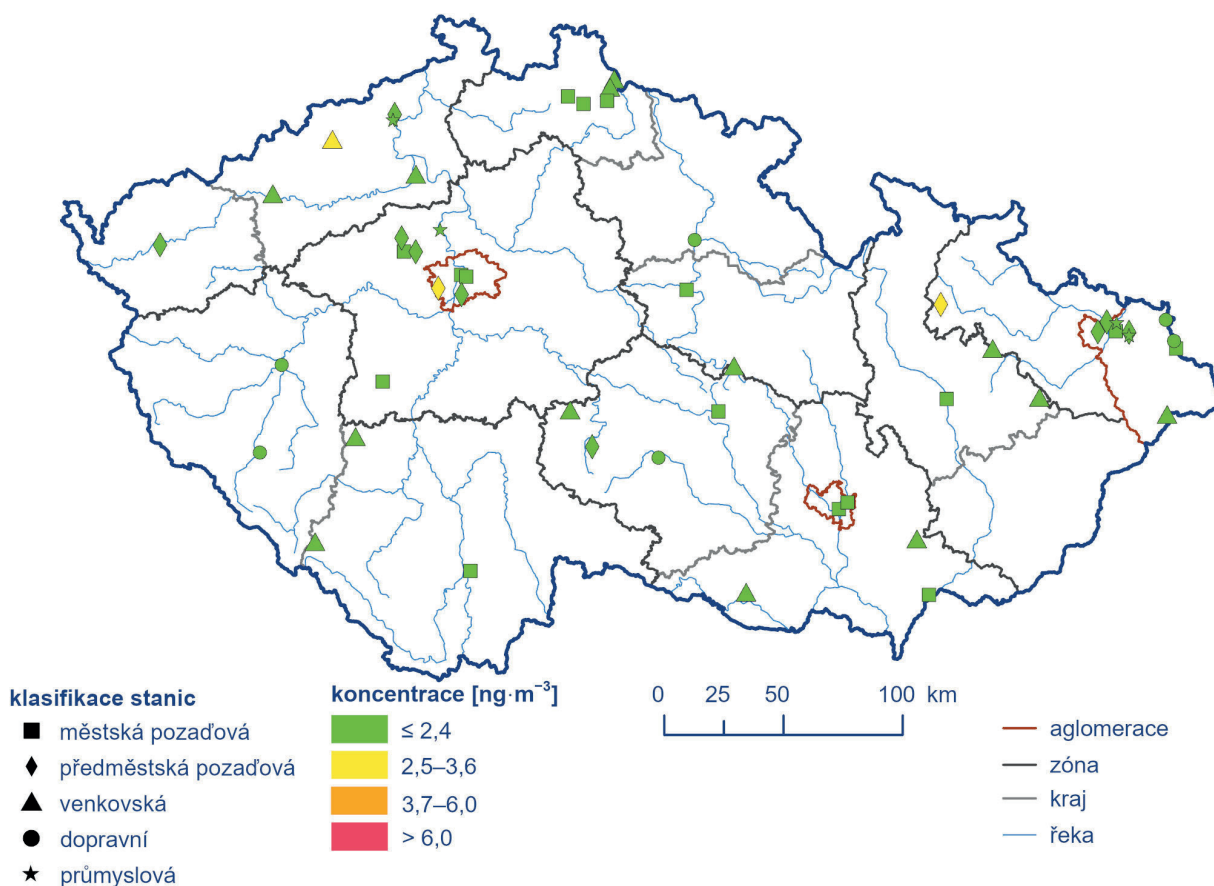 klasifikace stanic
městská pozaďová
předměstská pozaďová
venkovská
dopravní
průmyslová
koncentrace [ng·m⁻³]
≤ 2,4
2,5–3,6
3,7–6,0
> 6,0
0 25 50 100 km
aglomerace
zóna
kraj
řeka